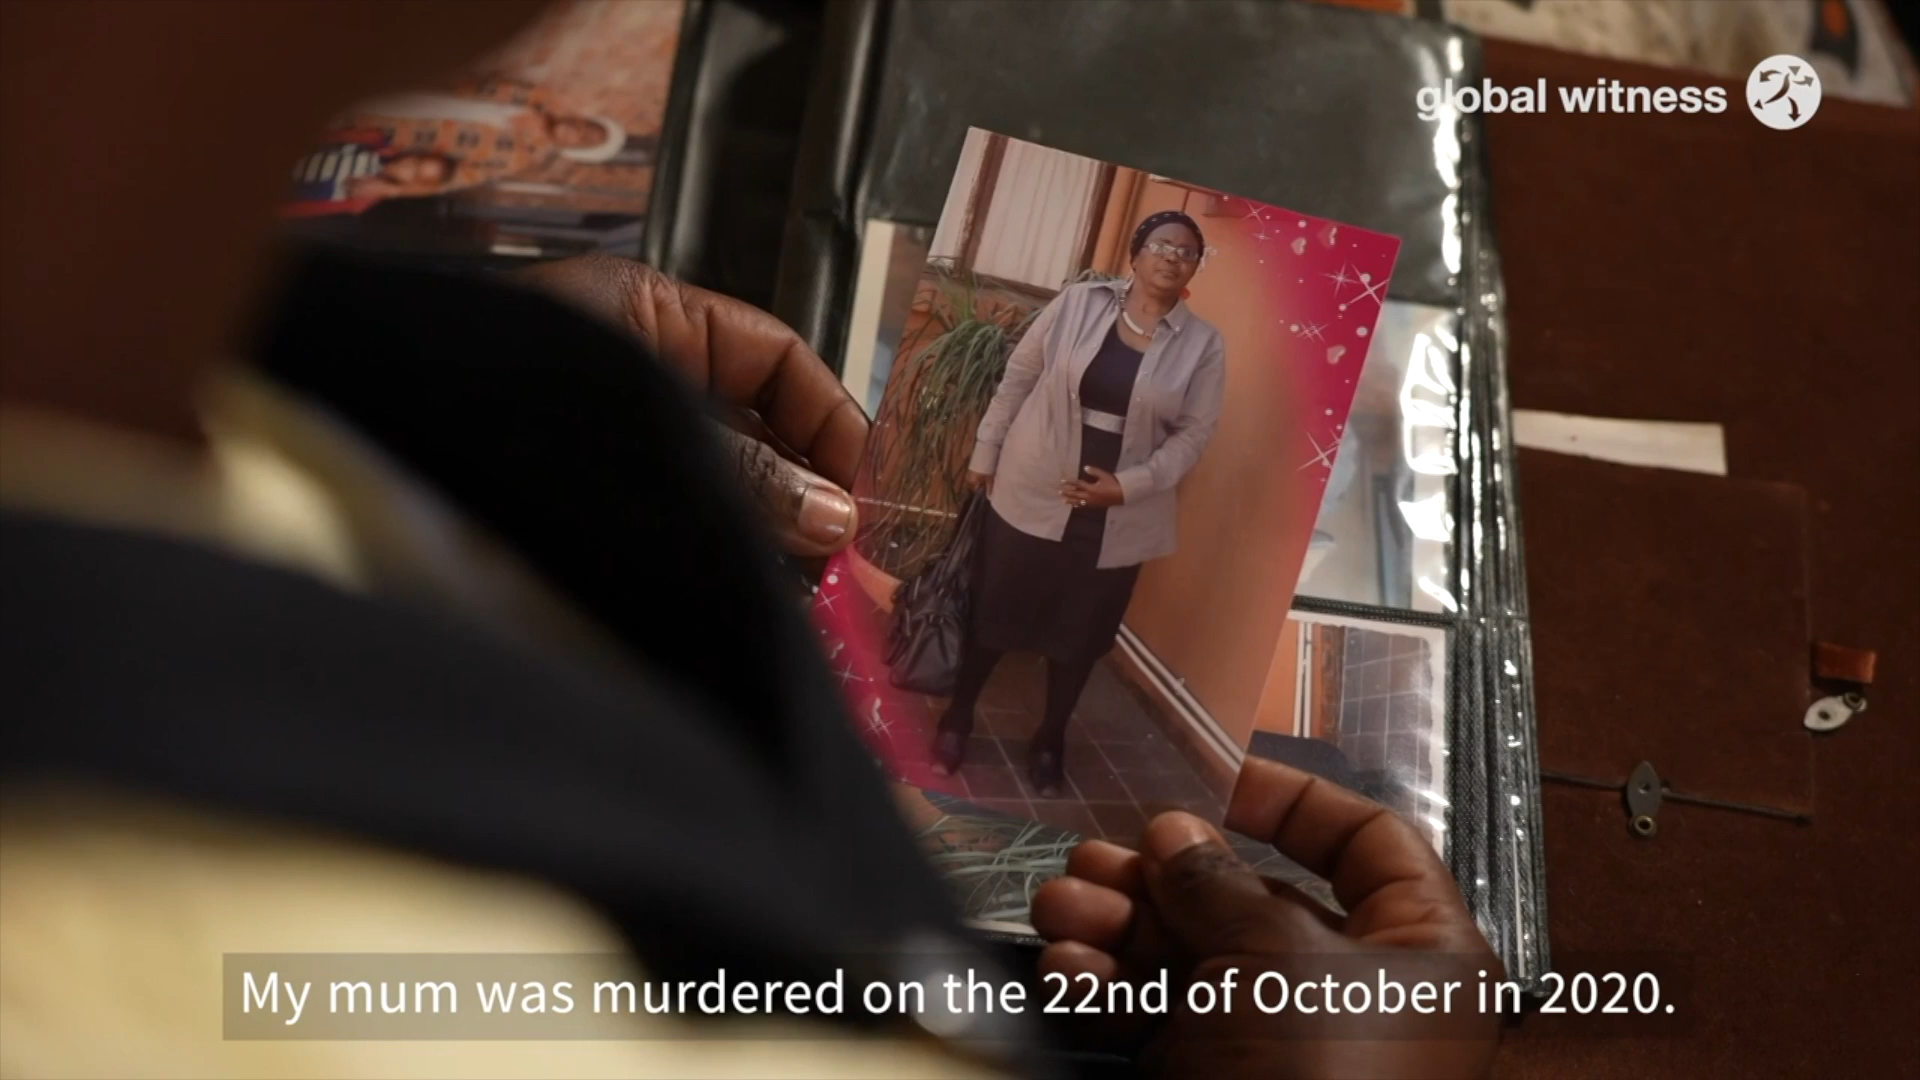 global witness
My mum was murdered on the 22nd of October in 2020.